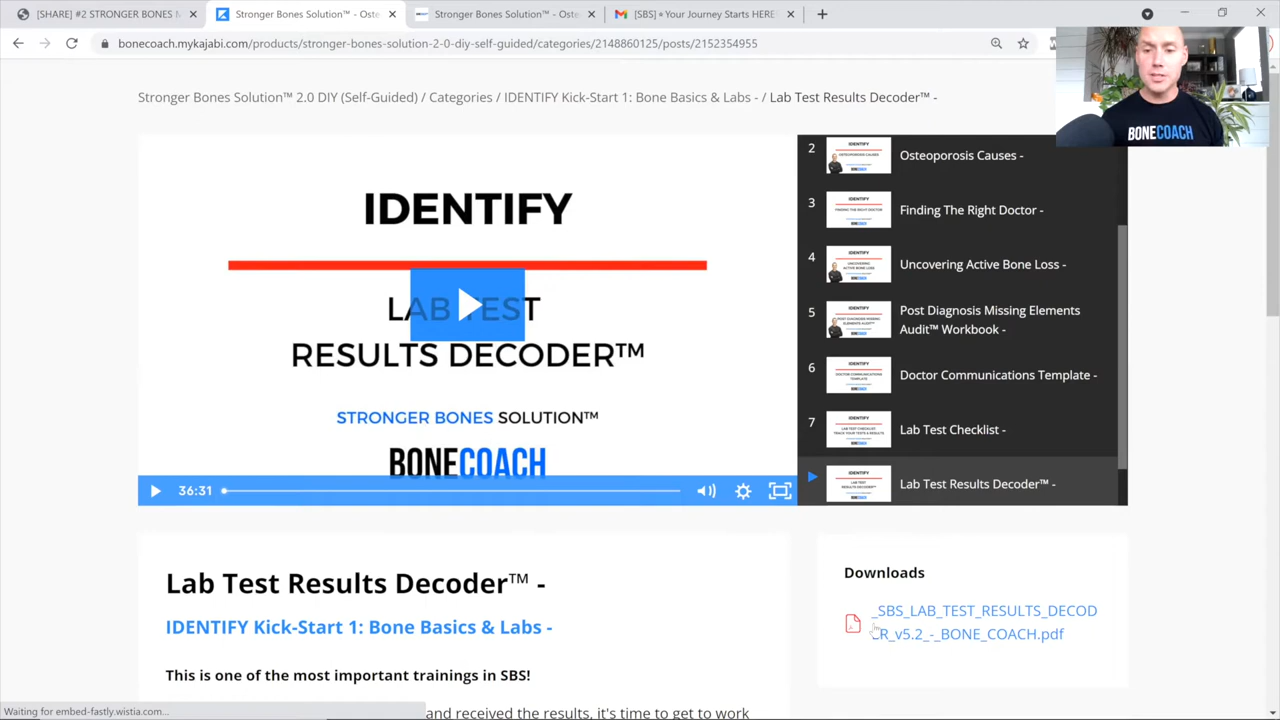 [SHARE] #2 STRONGER BONES
Stronger Bones Solution™ - Oste
Stronger Bones Solution™ - Oste
[SBS] * Your Journey Starts HERE
bonecoach.mykajabi.com/products/stronger-bones-solution-2-0-diy-self-guided/categories/2148860125/posts/2152354955
Stronger Bones Solution™ 2.0 DIY (Self-Guided) / Categories / IDENTIFY Kick-Start 1: Bone Basics & Labs - / Lab Test Results Decoder™ -
BONECOACH
IDENTIFY
LAB TEST
RESULTS DECODER™
STRONGER BONES SOLUTION™
BONECOACH
36:31
2
Osteoporosis Causes
3
Finding The Right Doctor -
4
Uncovering Active Bone Loss -
5
Post Diagnosis Missing Elements
Audit™ Workbook -
6
Doctor Communications Template -
7
Lab Test Checklist -
Lab Test Results Decoder™ -
Lab Test Results Decoder™ -
IDENTIFY Kick-Start 1: Bone Basics & Labs -
This is one of the most important trainings in SBS!
and received the results, it's time to get to work
Downloads
_SBS_LAB_TEST_RESULTS_DECOD
ER_v5.2_-_BONE_COACH.pdf
Waiting for embed-fastly.wistia.com...